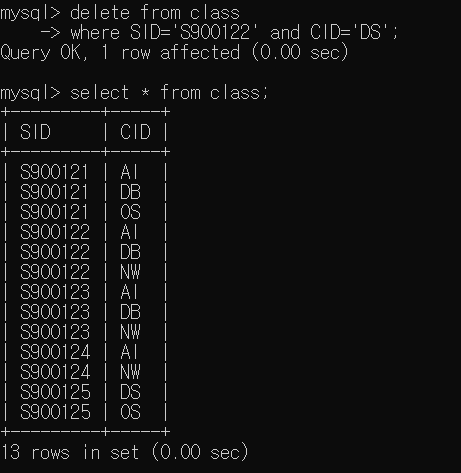 mysql> delete from class
    -> where SID='S900122' and CID='DS';
Query OK, 1 row affected (0.00 sec)

mysql> select * from class;
+---------+-----+
| SID     | CID |
+---------+-----+
| S900121 | AI  |
| S900121 | DB  |
| S900121 | OS  |
| S900122 | AI  |
| S900122 | DB  |
| S900122 | NW  |
| S900123 | AI  |
| S900123 | DB  |
| S900123 | NW  |
| S900124 | AI  |
| S900124 | NW  |
| S900125 | DS  |
| S900125 | OS  |
+---------+-----+
13 rows in set (0.00 sec)